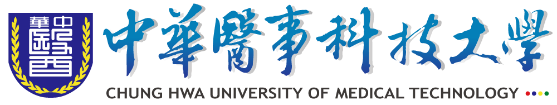 中華醫事科技大學
CHUNG HWA UNIVERSITY OF MEDICAL TECHNOLOGY